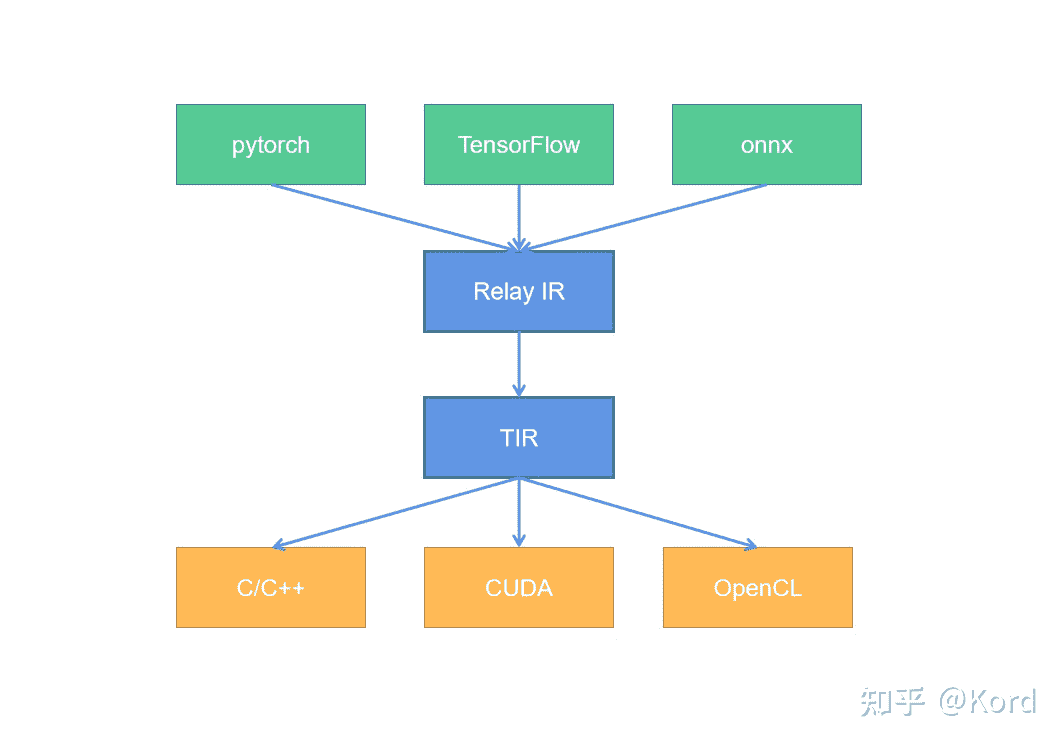 pytorch
TensorFlow
onnx
Relay IR
TIR
C/C++
CUDA
OpenCL
知乎 @Kord